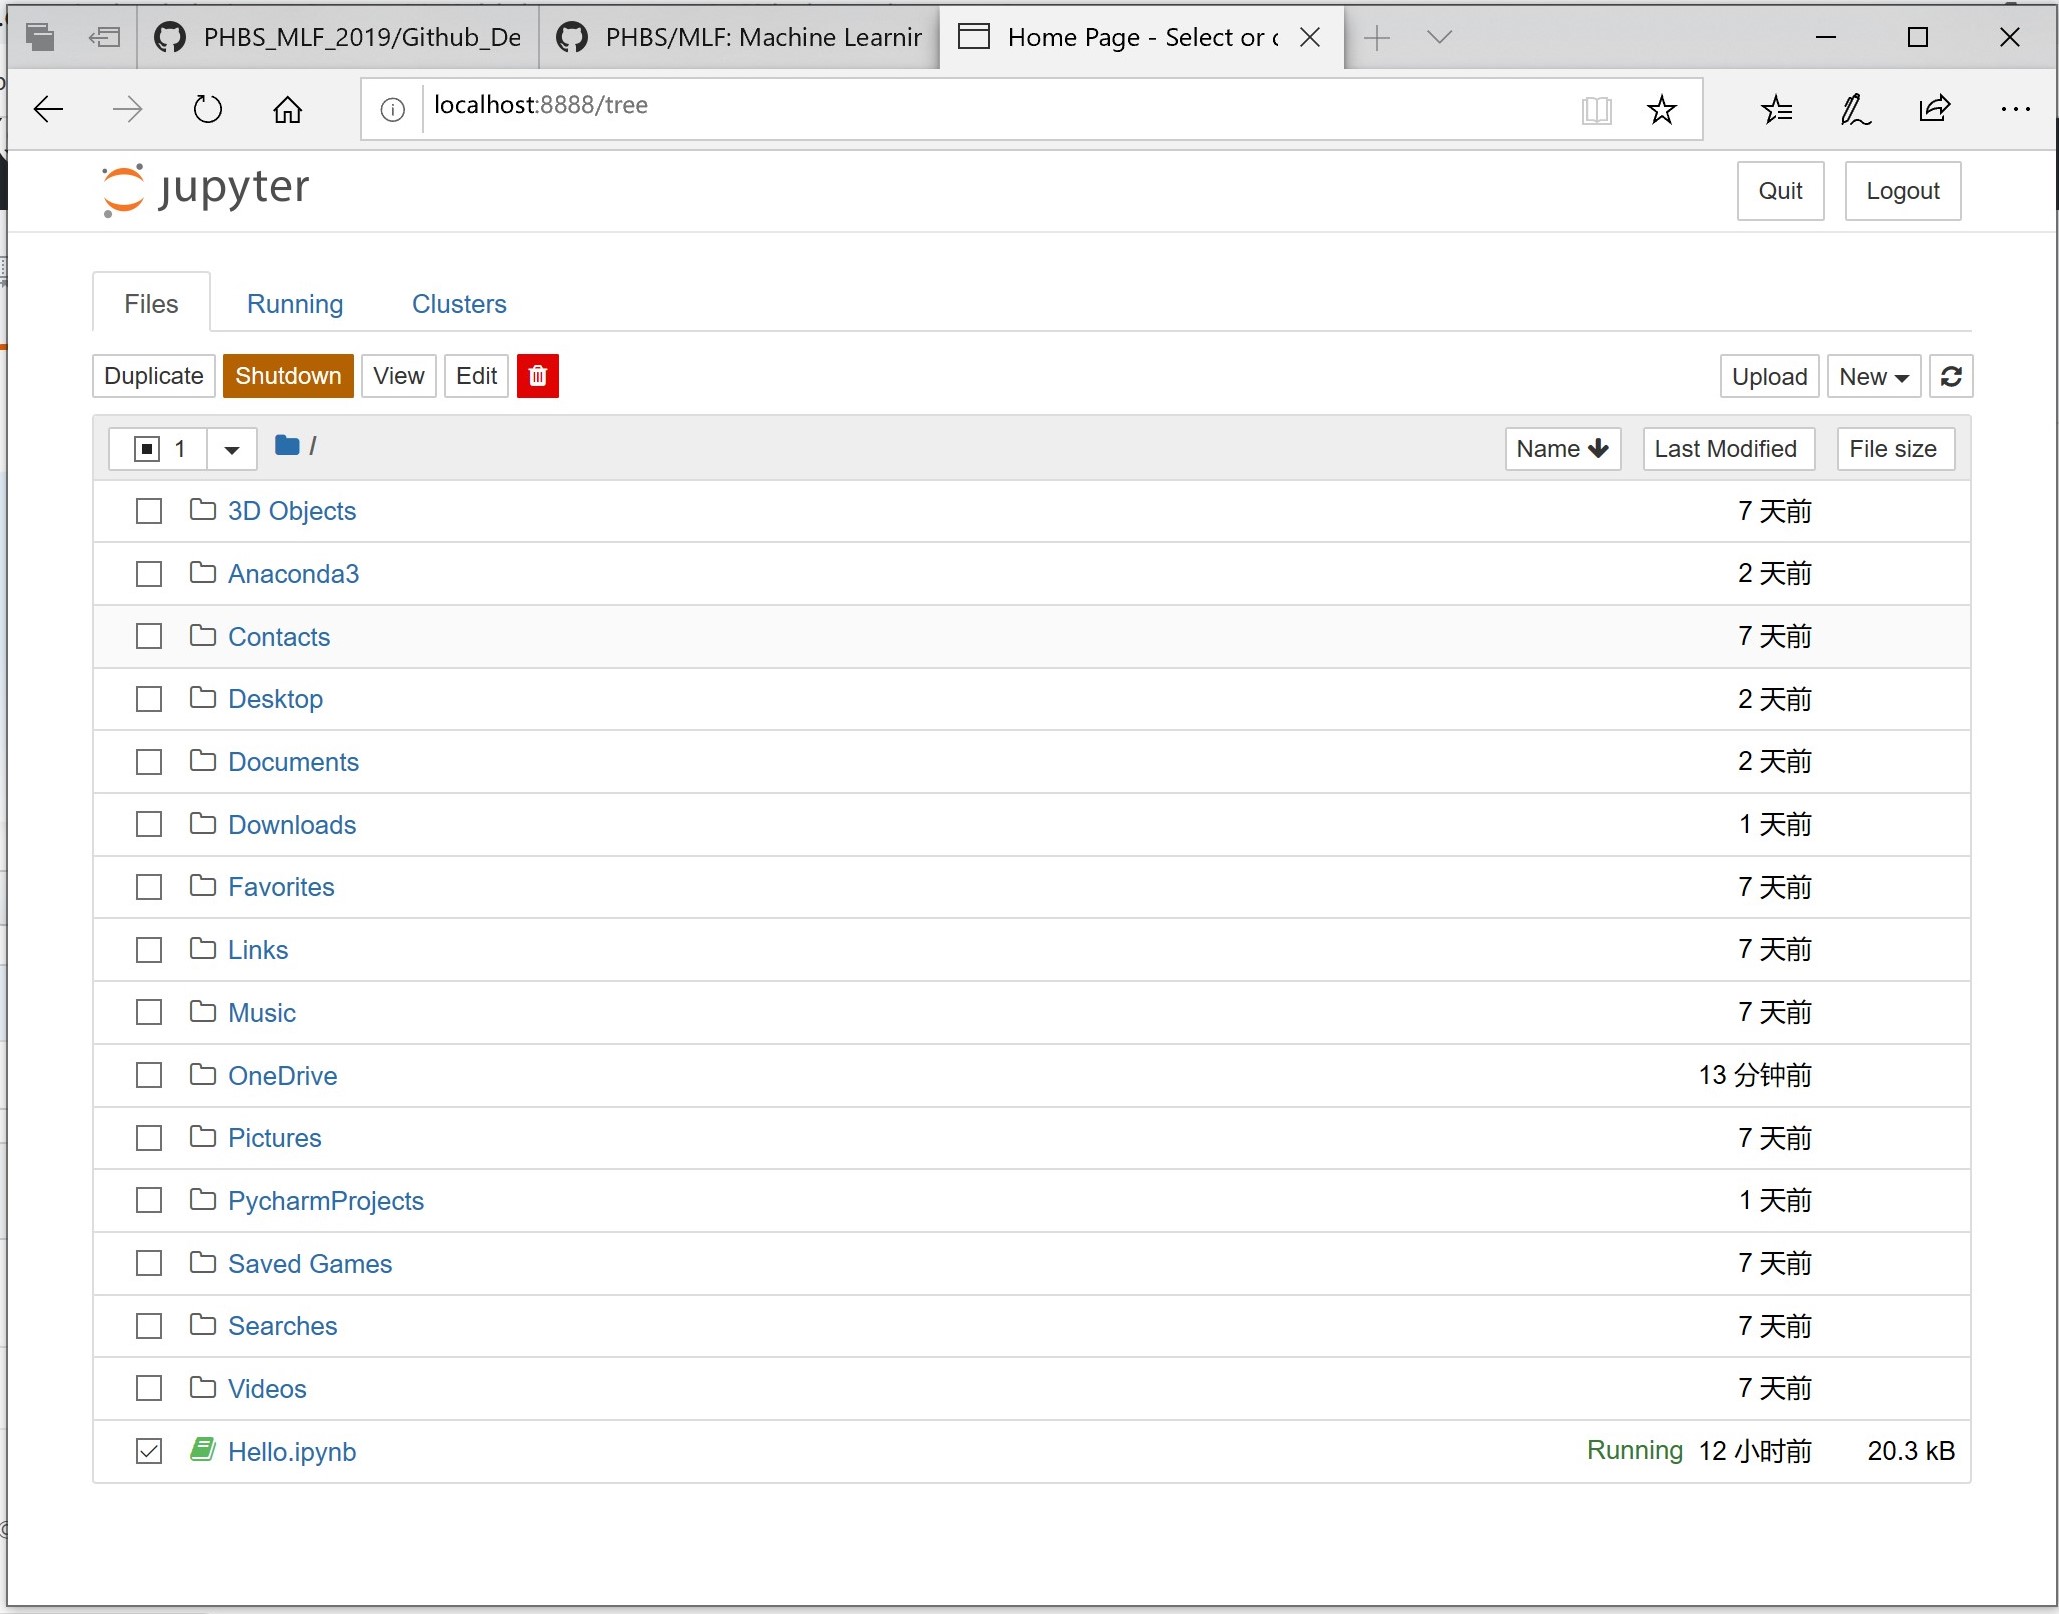 PHBS_MLF_2019/Github_De
PHBS/MLF: Machine Learnir
Home Page - Select or c
localhost:8888/tree
jupyter
Quit
Logout
Files
Running
Clusters
Duplicate
Shutdown
View
Edit
Upload
New
1
/
Name
Last Modified
File size
3D Objects 7 天前
Anaconda3 2 天前
Contacts 7 天前
Desktop 2 天前
Documents 2 天前
Downloads 1 天前
Favorites 7 天前
Links 7 天前
Music 7 天前
OneDrive 13 分钟前
Pictures 7 天前
PycharmProjects 1 天前
Saved Games 7 天前
Searches 7 天前
Videos 7 天前
Hello.ipynb Running 12 小时前 20.3 kB